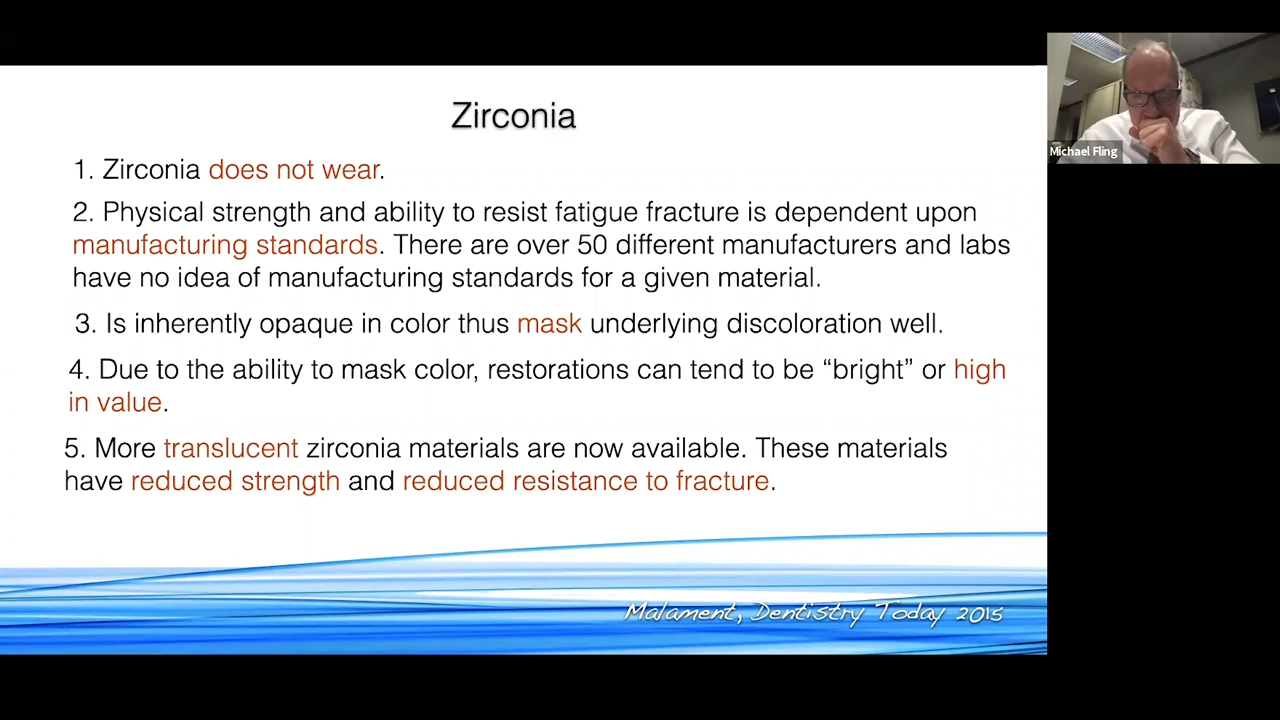 Zirconia
1. Zirconia does not wear.
2. Physical strength and ability to resist fatigue fracture is dependent upon
manufacturing standards. There are over 50 different manufacturers and labs
have no idea of manufacturing standards for a given material.
3. Is inherently opaque in color thus mask underlying discoloration well.
4. Due to the ability to mask color, restorations can tend to be “bright” or high
in value.
5. More translucent zirconia materials are now available. These materials
have reduced strength and reduced resistance to fracture.
Malament, Dentistry Today 2015
Michael Fling